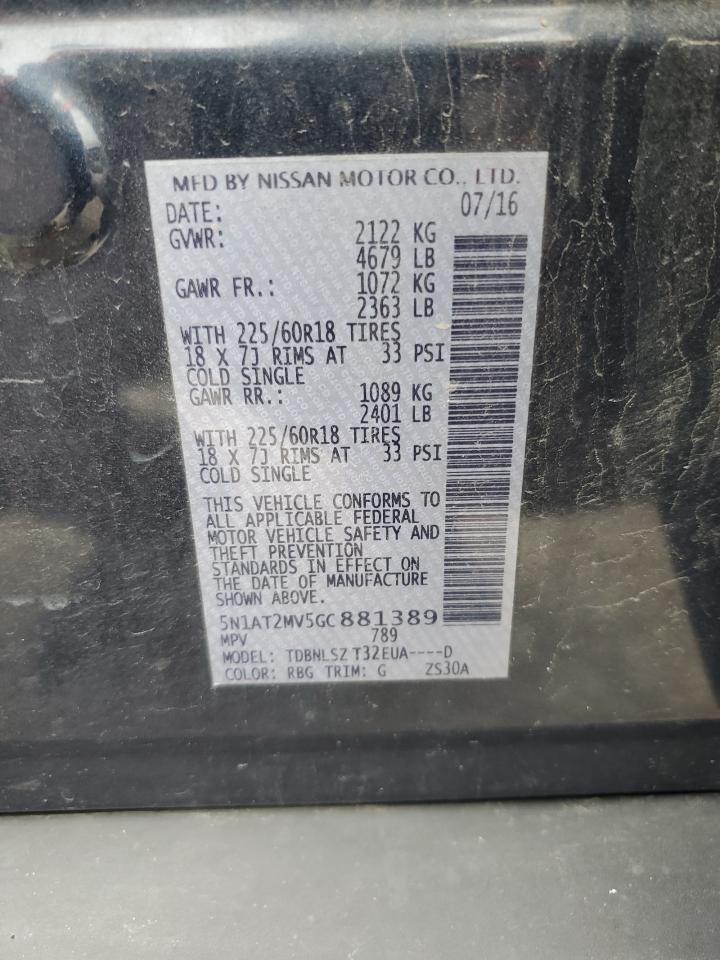 MFD BY NISSAN MOTOR CO., LTD.
DATE: 07/16
GVWR: 2122 KG
4679 LB
GAWR FR.: 1072 KG
2363 LB
WITH 225/60R18 TIRES
18 X 7J RIMS AT 33 PSI
COLD SINGLE
GAWR RR.: 1089 KG
2401 LB
WITH 225/60R18 TIRES
18 X 7J RIMS AT 33 PSI
COLD SINGLE
THIS VEHICLE CONFORMS TO
ALL APPLICABLE FEDERAL
MOTOR VEHICLE SAFETY AND
THEFT PREVENTION
STANDARDS IN EFFECT ON
THE DATE OF MANUFACTURE
SHOWN ABOVE.
5N1AT2MV5GC881389
MPV 789
MODEL: TDBNLSZ T32EUA----D
COLOR: RBG TRIM: G ZS30A